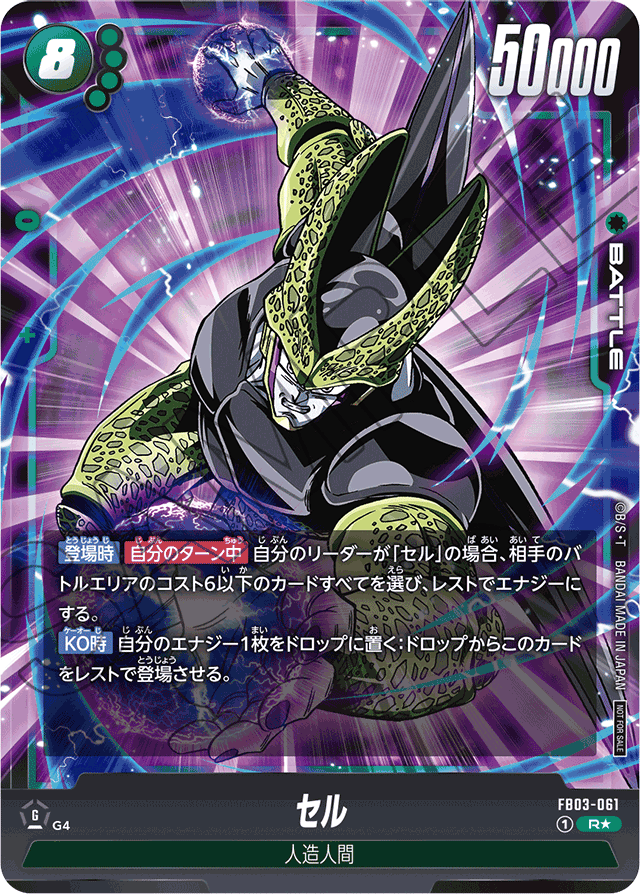 8
50000
0
+
BATTLE
SAMPLE
登場時 自分のターン中 自分のリーダーが「セル」の場合、相手のバ
トルエリアのコスト6以下のカードすべてを選び、レストでエナジーに
する。
KO時 自分のエナジー1枚をドロップに置く:ドロップからこのカード
をレストで登場させる。
©B/S・T BANDAI MADE IN JAPAN
NOT FOR SALE
G
G4
セル
FB03-061
1 R★
人造人間